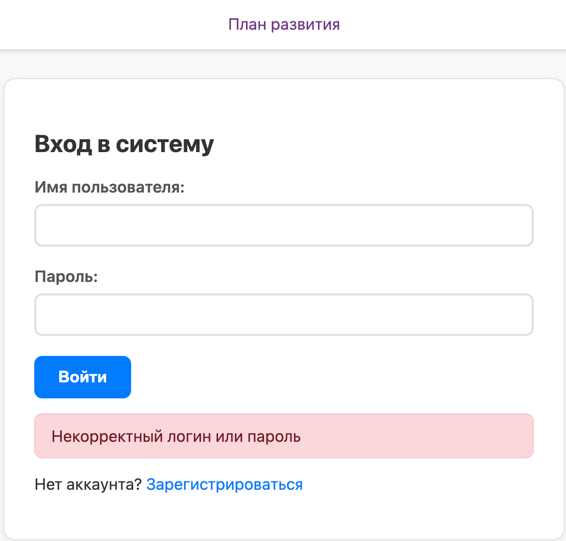 План развития
Вход в систему
Имя пользователя:
Пароль:
Войти
Некорректный логин или пароль
Нет аккаунта? Зарегистрироваться